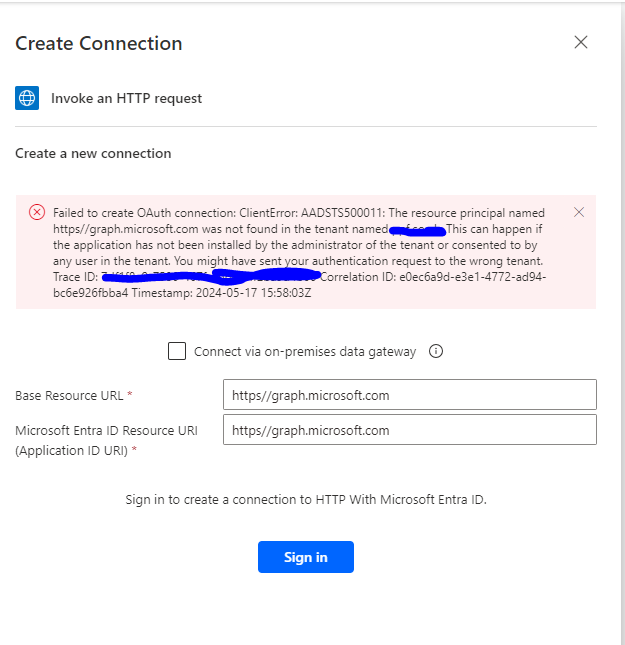 Create Connection
Invoke an HTTP request
Create a new connection
Failed to create OAuth connection: ClientError: AADSTS500011: The resource principal named
https//graph.microsoft.com was not found in the tenant named This can happen if
the application has not been installed by the administrator of the tenant or consented to by
any user in the tenant. You might have sent your authentication request to the wrong tenant.
Trace ID: Correlation ID: e0ec6a9d-e3e1-4772-ad94-
bc6e926fbba4 Timestamp: 2024-05-17 15:58:03Z
Connect via on-premises data gateway
Base Resource URL *
https//graph.microsoft.com
Microsoft Entra ID Resource URI
(Application ID URI) *
https//graph.microsoft.com
Sign in to create a connection to HTTP With Microsoft Entra ID.
Sign in